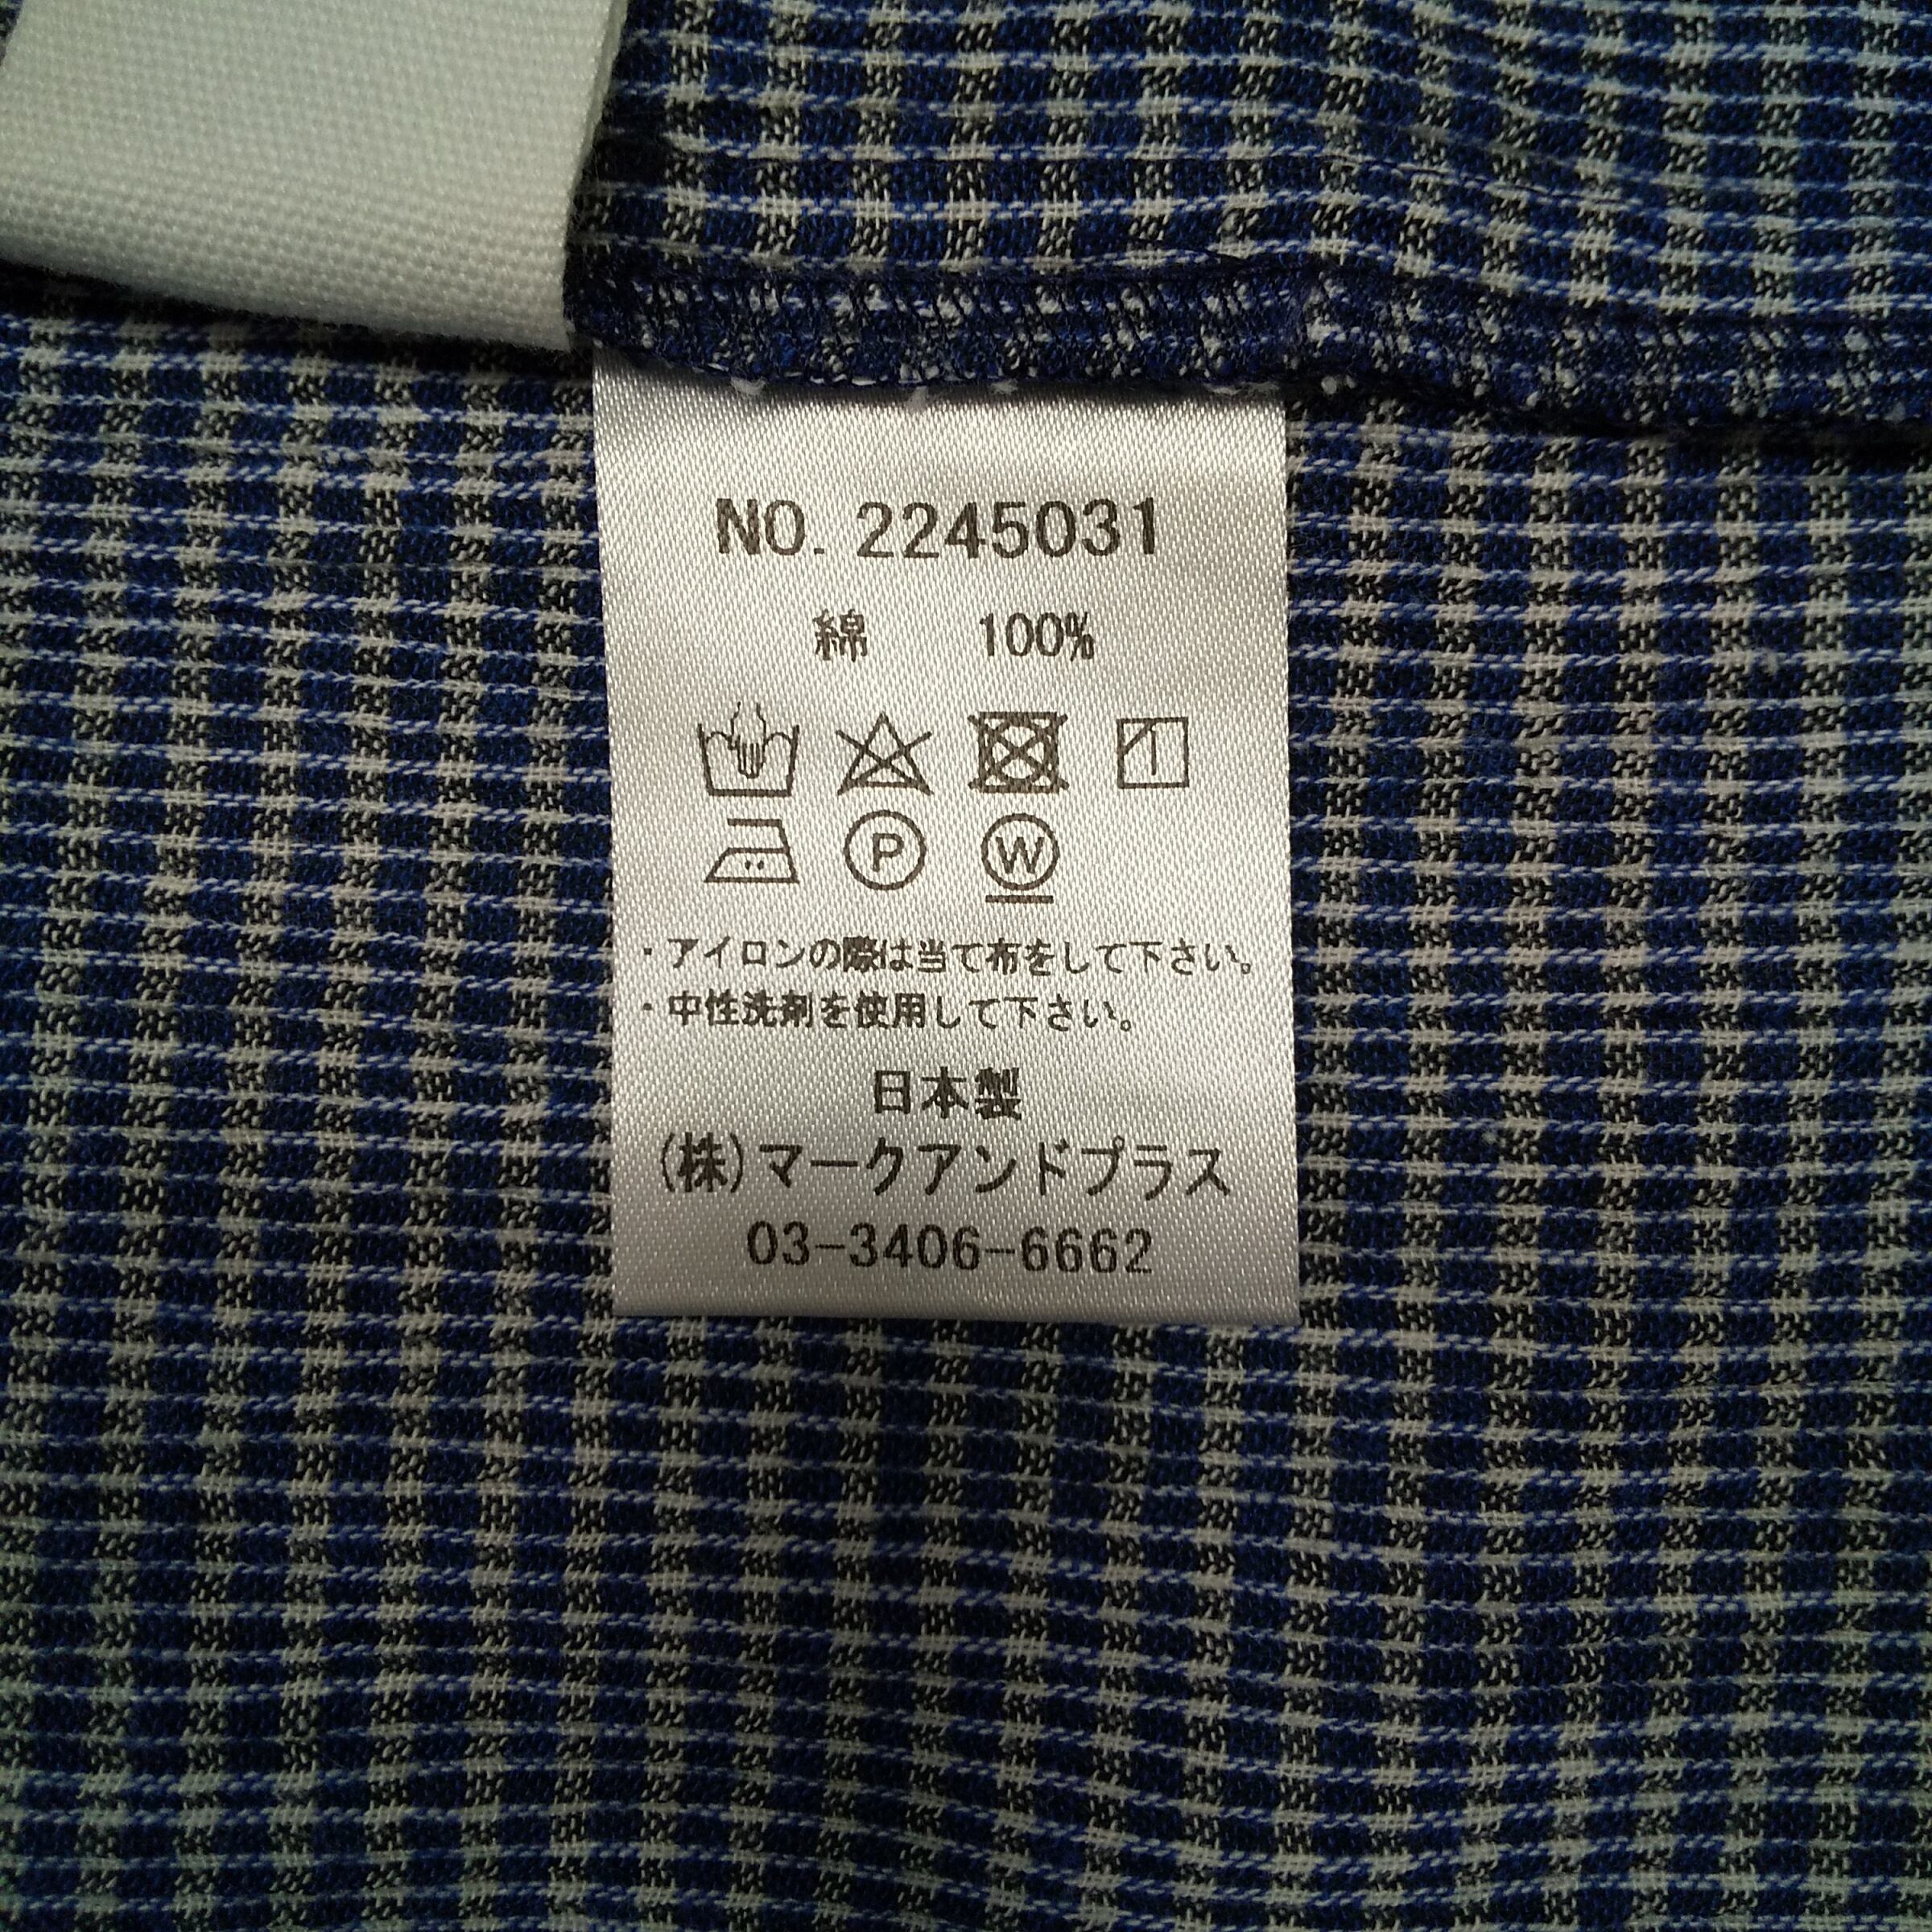 NO. 2245031
綿 100%
P W
・アイロンの際は当て布をして下さい。
・中性洗剤を使用して下さい。
日本製
(株)マークアンドプラス
03-3406-6662